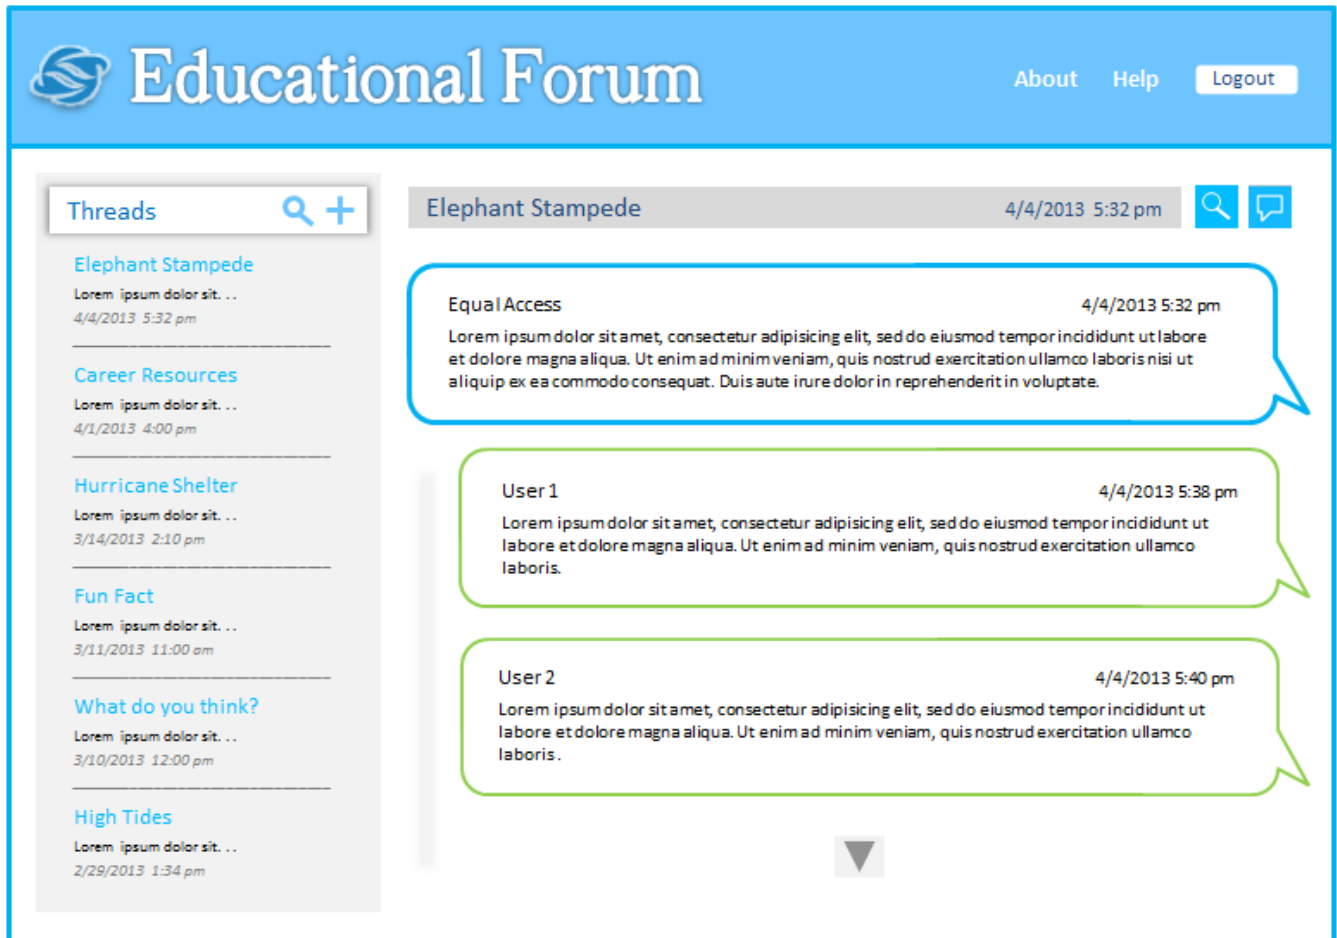 Educational Forum
About Help Logout
Threads
Elephant Stampede
Lorem ipsum dolor sit. . .
4/4/2013 5:32 pm
Career Resources
Lorem ipsum dolor sit. . .
4/1/2013 4:00 pm
Hurricane Shelter
Lorem ipsum dolor sit. . .
3/14/2013 2:10 pm
Fun Fact
Lorem ipsum dolor sit. . .
3/11/2013 11:00 am
What do you think?
Lorem ipsum dolor sit. . .
3/10/2013 12:00 pm
High Tides
Lorem ipsum dolor sit. . .
2/29/2013 1:34 pm
Elephant Stampede 4/4/2013 5:32 pm
Equal Access 4/4/2013 5:32 pm
Lorem ipsum dolor sit amet, consectetur adipisicing elit, sed do eiusmod tempor incididunt ut labore
et dolore magna aliqua. Ut enim ad minim veniam, quis nostrud exercitation ullamco laboris nisi ut
aliquip ex ea commodo consequat. Duis aute irure dolor in reprehenderit in voluptate.
User 1 4/4/2013 5:38 pm
Lorem ipsum dolor sit amet, consectetur adipisicing elit, sed do eiusmod tempor incididunt ut
labore et dolore magna aliqua. Ut enim ad minim veniam, quis nostrud exercitation ullamco
laboris.
User 2 4/4/2013 5:40 pm
Lorem ipsum dolor sit amet, consectetur adipisicing elit, sed do eiusmod tempor incididunt ut
labore et dolore magna aliqua. Ut enim ad minim veniam, quis nostrud exercitation ullamco
laboris.